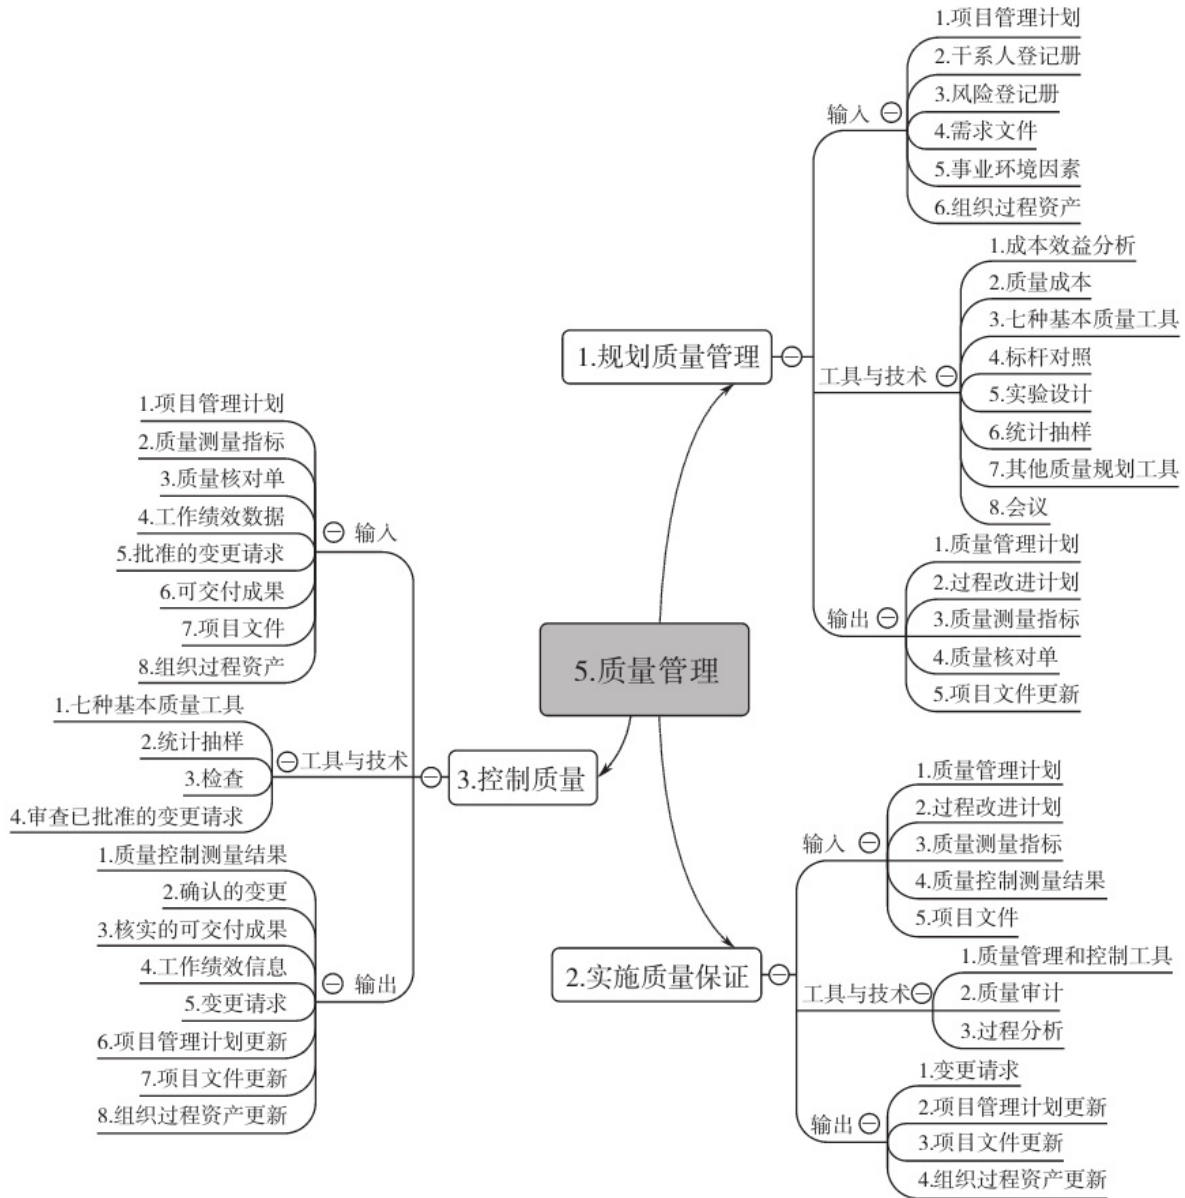 5.质量管理
1.规划质量管理
输入
1.项目管理计划
2.干系人登记册
3.风险登记册
4.需求文件
5.事业环境因素
6.组织过程资产
工具与技术
1.成本效益分析
2.质量成本
3.七种基本质量工具
4.标杆对照
5.实验设计
6.统计抽样
7.其他质量规划工具
8.会议
输出
1.质量管理计划
2.过程改进计划
3.质量测量指标
4.质量核对单
5.项目文件更新
2.实施质量保证
输入
1.质量管理计划
2.过程改进计划
3.质量测量指标
4.质量控制测量结果
5.项目文件
工具与技术
1.质量管理和控制工具
2.质量审计
3.过程分析
输出
1.变更请求
2.项目管理计划更新
3.项目文件更新
4.组织过程资产更新
3.控制质量
输入
1.项目管理计划
2.质量测量指标
3.质量核对单
4.工作绩效数据
5.批准的变更请求
6.可交付成果
7.项目文件
8.组织过程资产
工具与技术
1.七种基本质量工具
2.统计抽样
3.检查
4.审查已批准的变更请求
输出
1.质量控制测量结果
2.确认的变更
3.核实的可交付成果
4.工作绩效信息
5.变更请求
6.项目管理计划更新
7.项目文件更新
8.组织过程资产更新